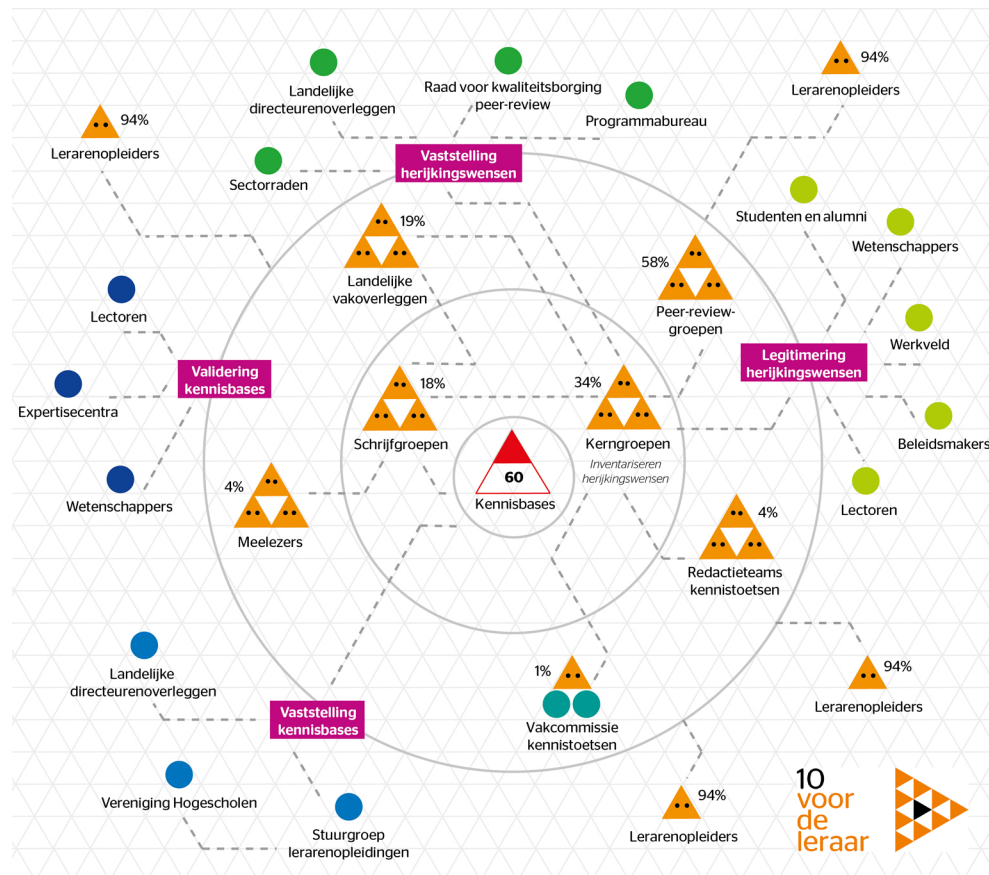 94%
Lerarenopleiders
Landelijke
directeurenoverleggen
Raad voor kwaliteitsborging
peer-review
Programmabureau
94%
Lerarenopleiders
Sectorraden
Vaststelling
herijkingswensen
Studenten en alumni
Wetenschappers
19%
Landelijke
vakoverleggen
58%
Peer-review-
groepen
Lectoren
Werkveld
Validering
kennisbases
Legitimering
herijkingswensen
Expertisecentra
18%
Schrijfgroepen
34%
Kerngroepen
Inventariseren
herijkingswensen
Beleidsmakers
60
Kennisbases
Wetenschappers
4%
Meelezers
4%
Redactieteams
kennistoetsen
Lectoren
Landelijke
directeurenoverleggen
1%
Vakcommissie
kennistoetsen
94%
Lerarenopleiders
Vaststelling
kennisbases
Vereniging Hogescholen
Stuurgroep
lerarenopleidingen
94%
Lerarenopleiders
10
voor
de
leraar